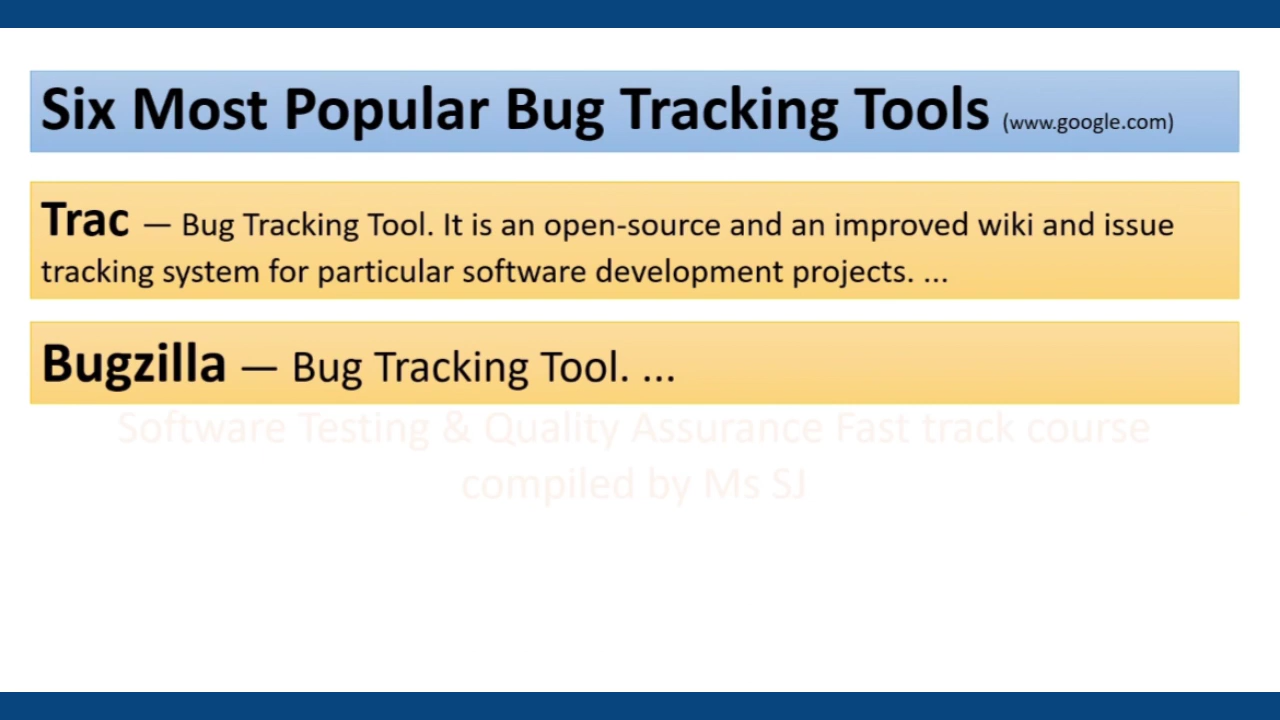 Six Most Popular Bug Tracking Tools (www.google.com)
Trac — Bug Tracking Tool. It is an open-source and an improved wiki and issue
tracking system for particular software development projects. ...
Bugzilla — Bug Tracking Tool. ...
Software Testing & Quality Assurance Fast track course
compiled by Ms SJ